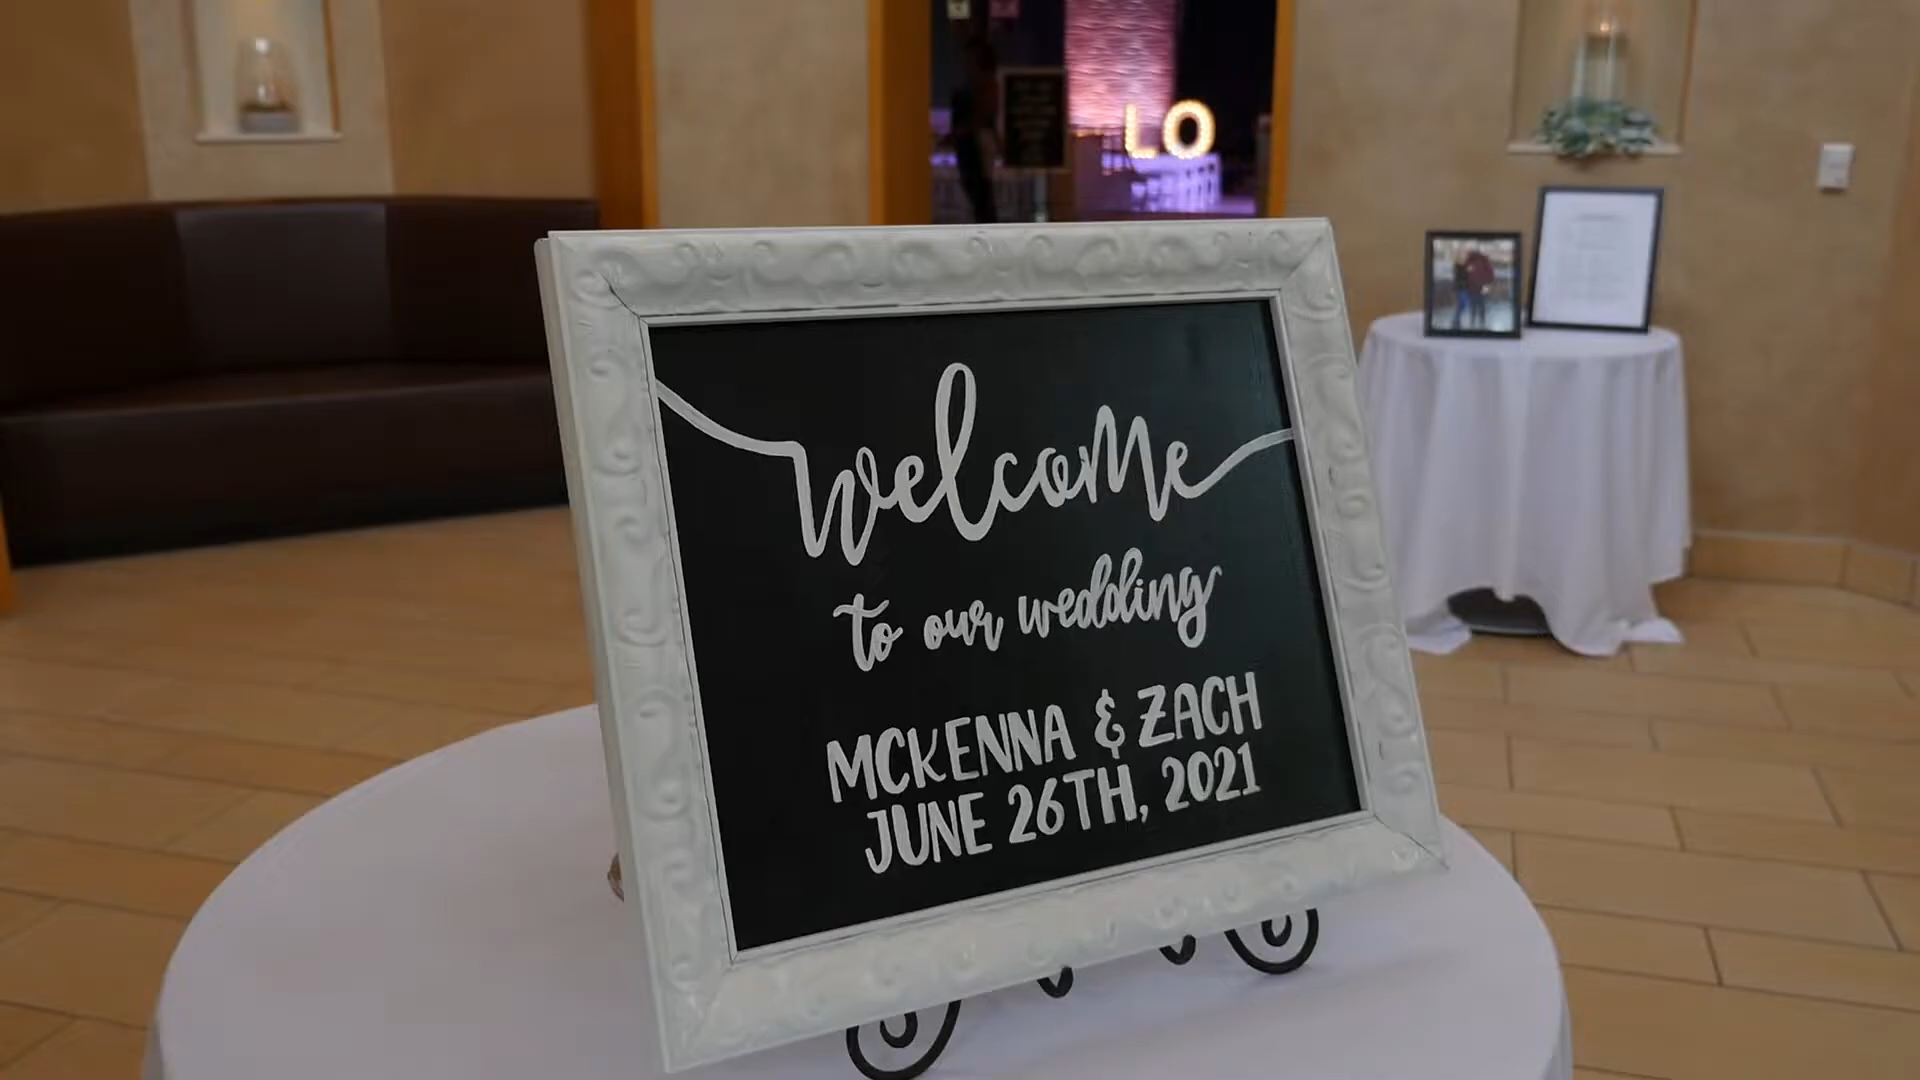 LO
welcome
to our wedding
MCKENNA & ZACH
JUNE 26TH, 2021